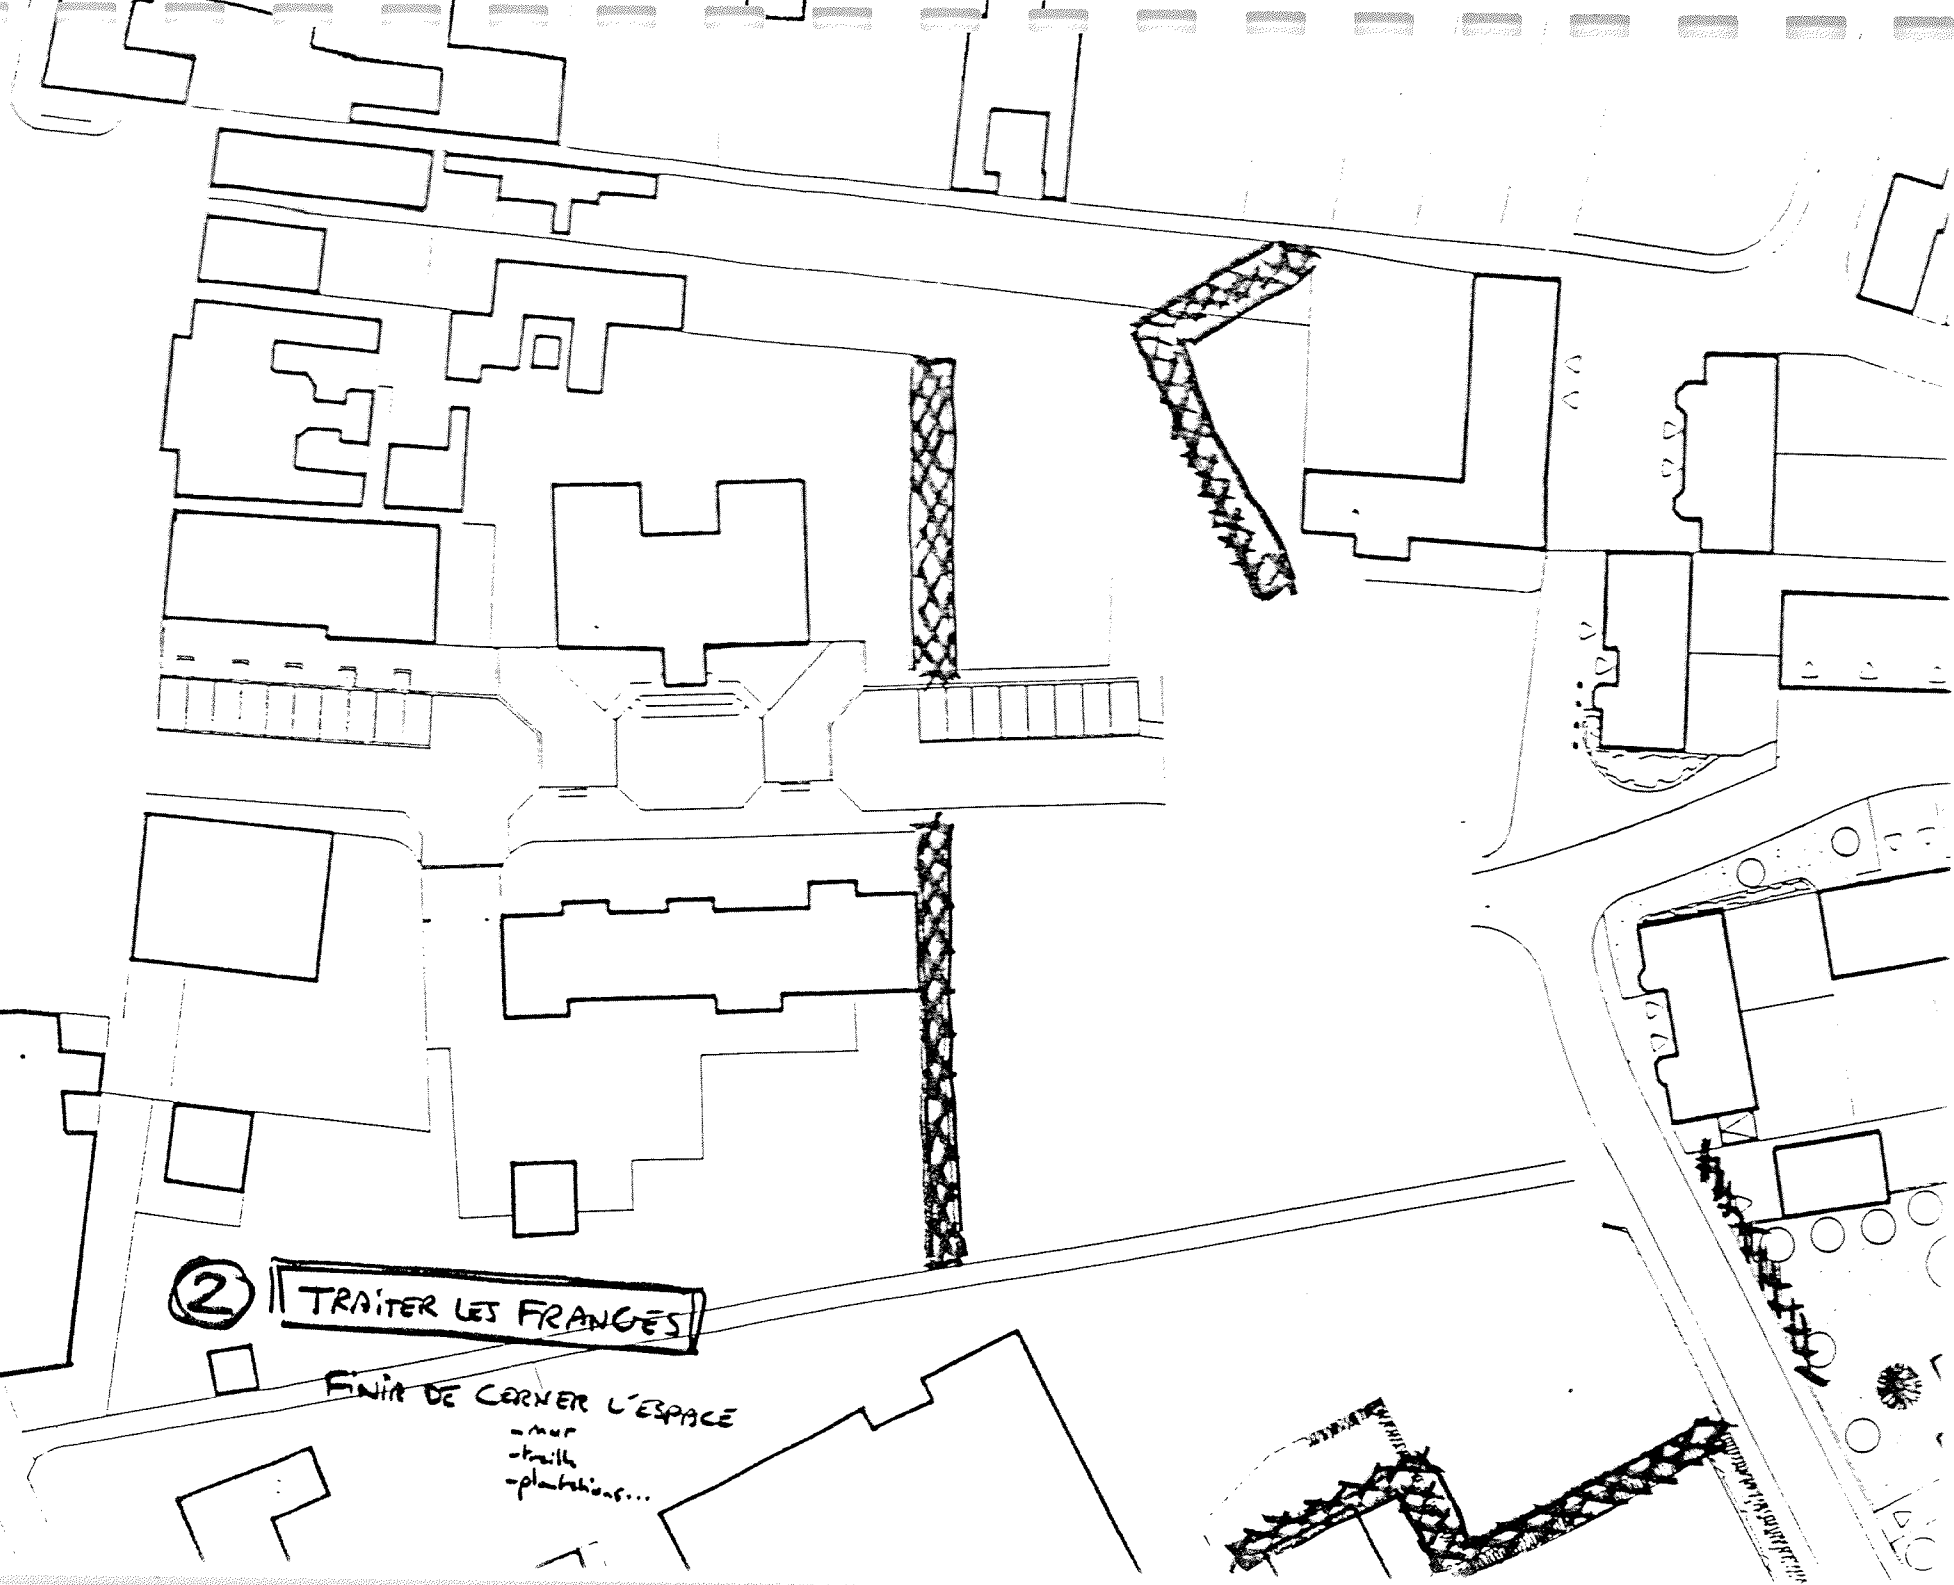 2
TRAITER LES FRANGES
FINIR DE CERNER L'ESPACE
- mur
- treille
- plantations...